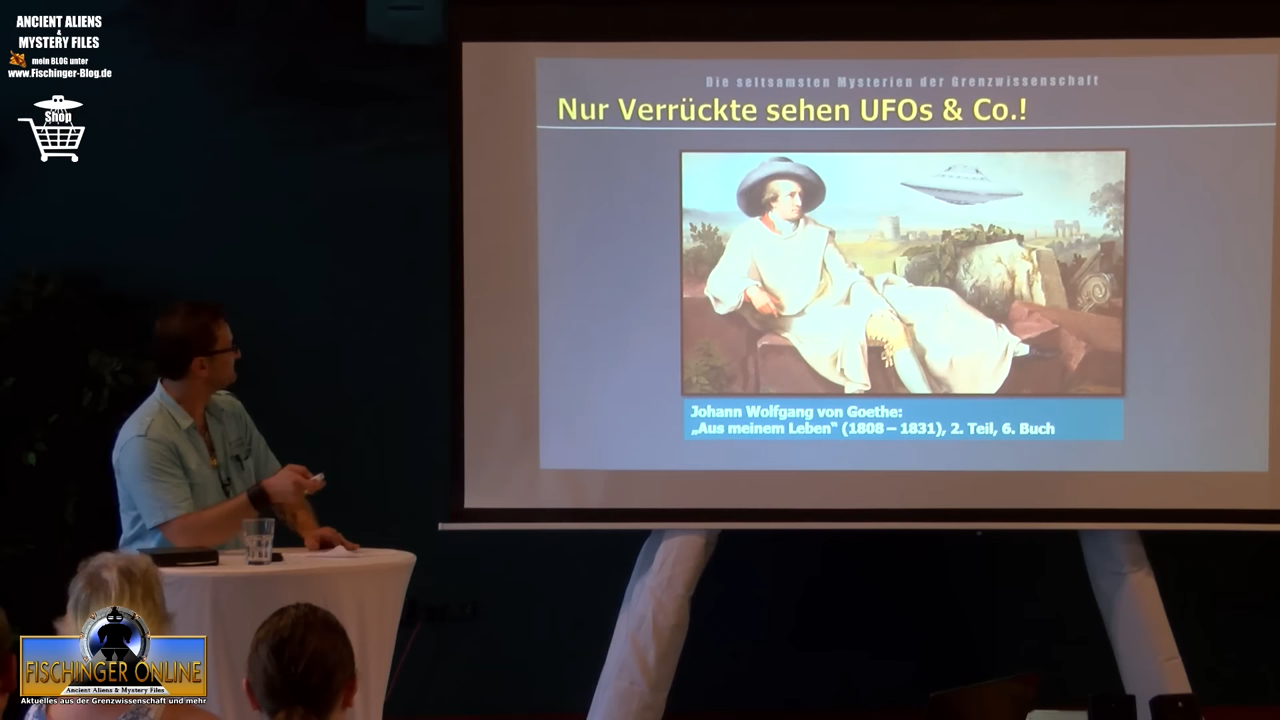 ANCIENT ALIENS
&
MYSTERY FILES
mein BLOG unter
www.Fischinger-Blog.de
Shop
Die seltsamsten Mysterien der Grenzwissenschaft
Nur Verrückte sehen UFOs & Co.!
Johann Wolfgang von Goethe:
„Aus meinem Leben“ (1808 – 1831), 2. Teil, 6. Buch
FISCHINGER ONLINE
Ancient Aliens & Mystery Files
Aktuelles aus der Grenzwissenschaft und mehr